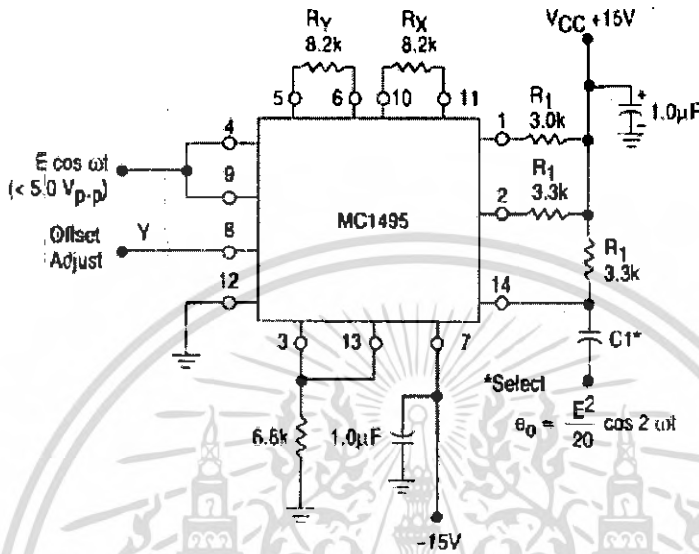 RY
8.2k
RX
8.2k
VCC +15V
5
6
10
11
1.0µF
+
4
1
R1
3.0k
E cos ωt
(< 5.0 Vp-p)
9
2
R1
3.3k
MC1495
Offset
Adjust
Y
8
R1
3.3k
12
14
3
13
7
C1*
*Select
6.8k
1.0µF
e0 = E2/20 cos 2 ωt
-15V